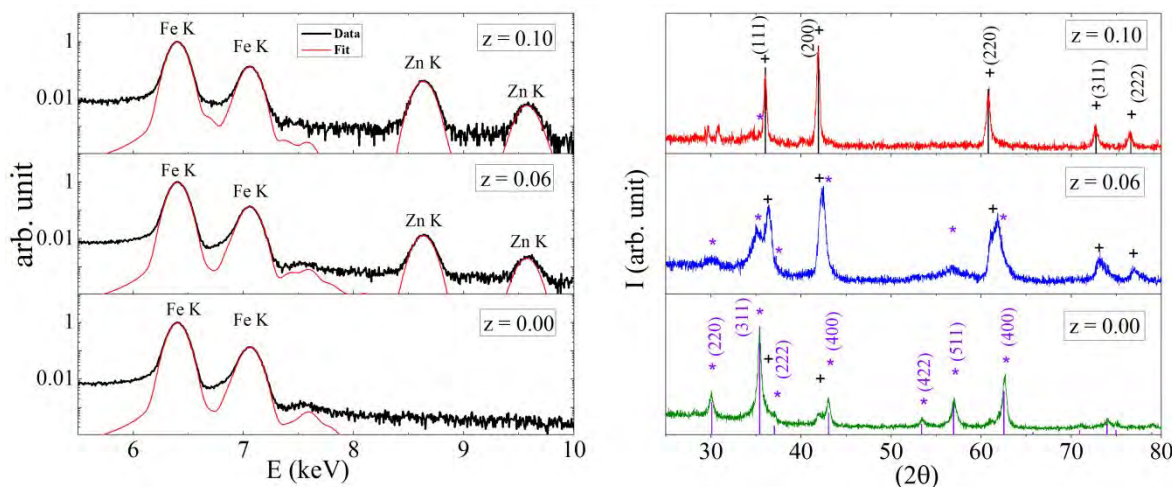 Fe K
Fe K
Data
Fit
Zn K
Zn K
z = 0.10
1
0.01
Fe K
Fe K
Zn K
Zn K
z = 0.06
1
0.01
Fe K
Fe K
z = 0.00
1
0.01
arb. unit
6 7 8 9 10
E (keV)
(111)
+
(200)
+
+ (220)
+ (311)
+ (222)
*
z = 0.10
* * + * + * * + * + +
z = 0.06
* (220)
(311) *
+
* (222)
+
* (400)
* (422)
* (511)
* (400)
z = 0.00
I (arb. unit)
30 40 50 60 70 80
(2θ)